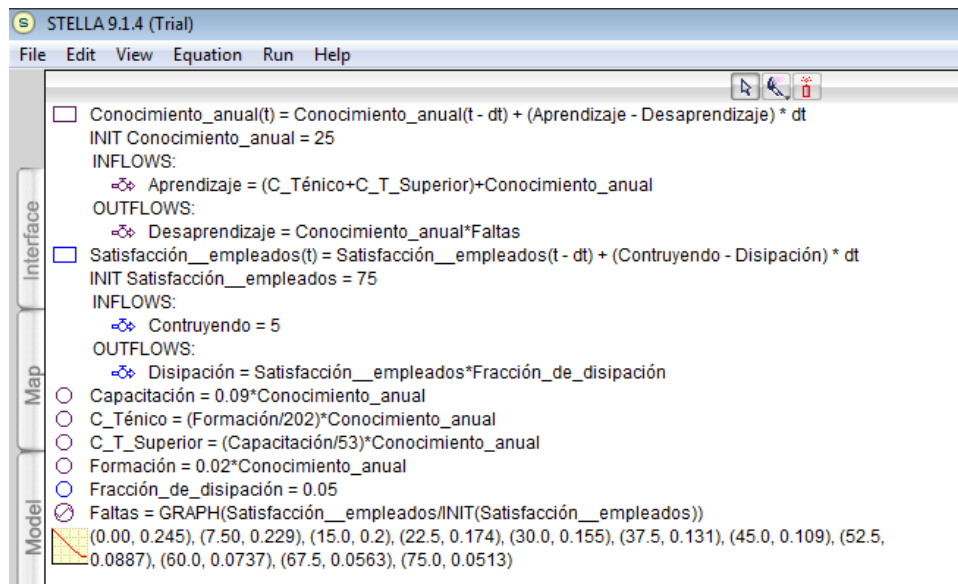 STELLA 9.1.4 (Trial)
File Edit View Equation Run Help
Interface
Map
Model
Conocimiento_anual(t) = Conocimiento_anual(t - dt) + (Aprendizaje - Desaprendizaje) * dt
INIT Conocimiento_anual = 25
INFLOWS:
Aprendizaje = (C_Ténico+C_T_Superior)+Conocimiento_anual
OUTFLOWS:
Desaprendizaje = Conocimiento_anual*Faltas
Satisfacción__empleados(t) = Satisfacción__empleados(t - dt) + (Contruyendo - Disipación) * dt
INIT Satisfacción__empleados = 75
INFLOWS:
Contruyendo = 5
OUTFLOWS:
Disipación = Satisfacción__empleados*Fracción_de_disipación
Capacitación = 0.09*Conocimiento_anual
C_Ténico = (Formación/202)*Conocimiento_anual
C_T_Superior = (Capacitación/53)*Conocimiento_anual
Formación = 0.02*Conocimiento_anual
Fracción_de_disipación = 0.05
Faltas = GRAPH(Satisfacción__empleados/INIT(Satisfacción__empleados))
(0.00, 0.245), (7.50, 0.229), (15.0, 0.2), (22.5, 0.174), (30.0, 0.155), (37.5, 0.131), (45.0, 0.109), (52.5,
0.0887), (60.0, 0.0737), (67.5, 0.0563), (75.0, 0.0513)